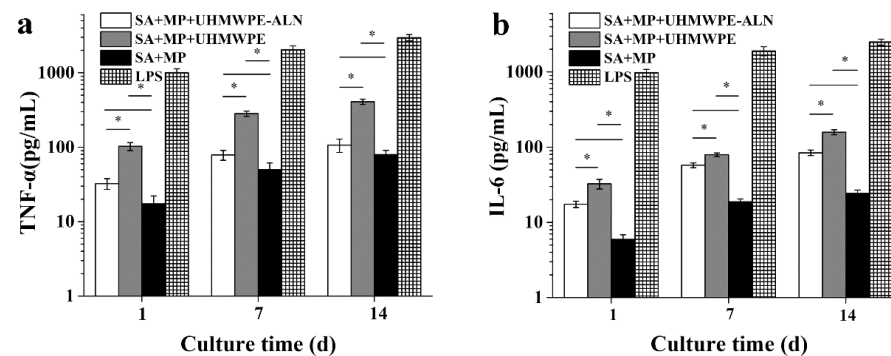 a
SA+MP+UHMWPE-ALN
SA+MP+UHMWPE
SA+MP
LPS
TNF-α(pg/mL)
1000
100
10
1
* * * * * *
1 7 14
Culture time (d)
b
SA+MP+UHMWPE-ALN
SA+MP+UHMWPE
SA+MP
LPS
IL-6 (pg/mL)
1000
100
10
1
* * * * * *
1 7 14
Culture time (d)